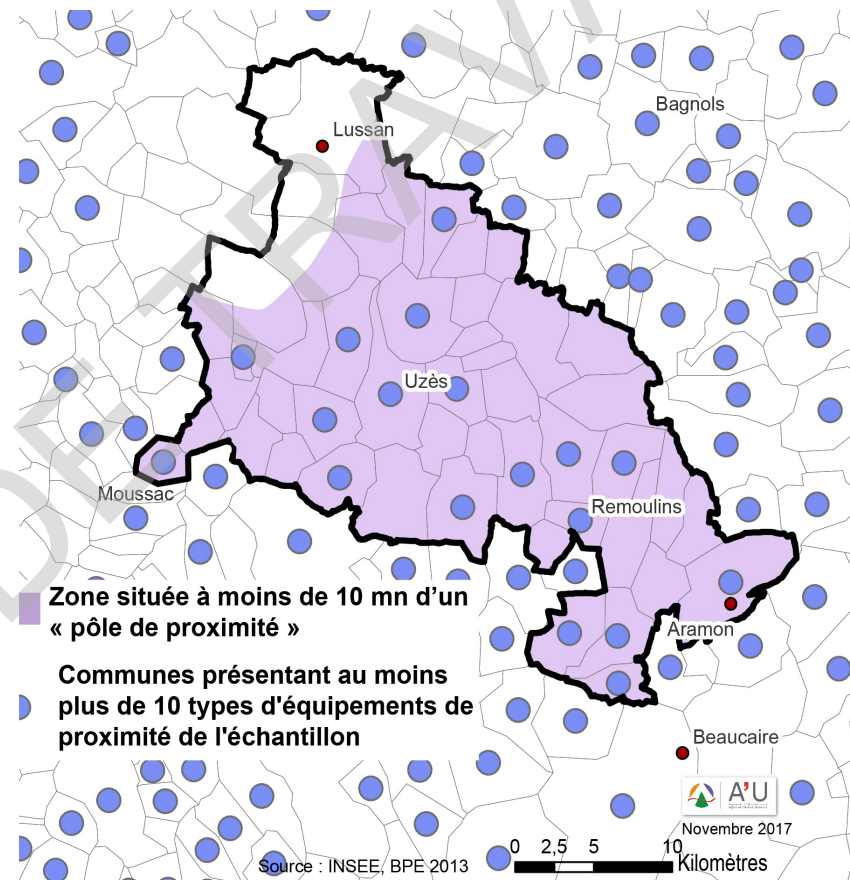 DE TRAV
Bagnols
Lussan
Uzès
Moussac
Remoulins
Aramon
Zone située à moins de 10 mn d’un
« pôle de proximité »
Communes présentant au moins
plus de 10 types d'équipements de
proximité de l'échantillon
Beaucaire
A’U
Novembre 2017
0 2,5 5 10
Kilomètres
Source : INSEE, BPE 2013